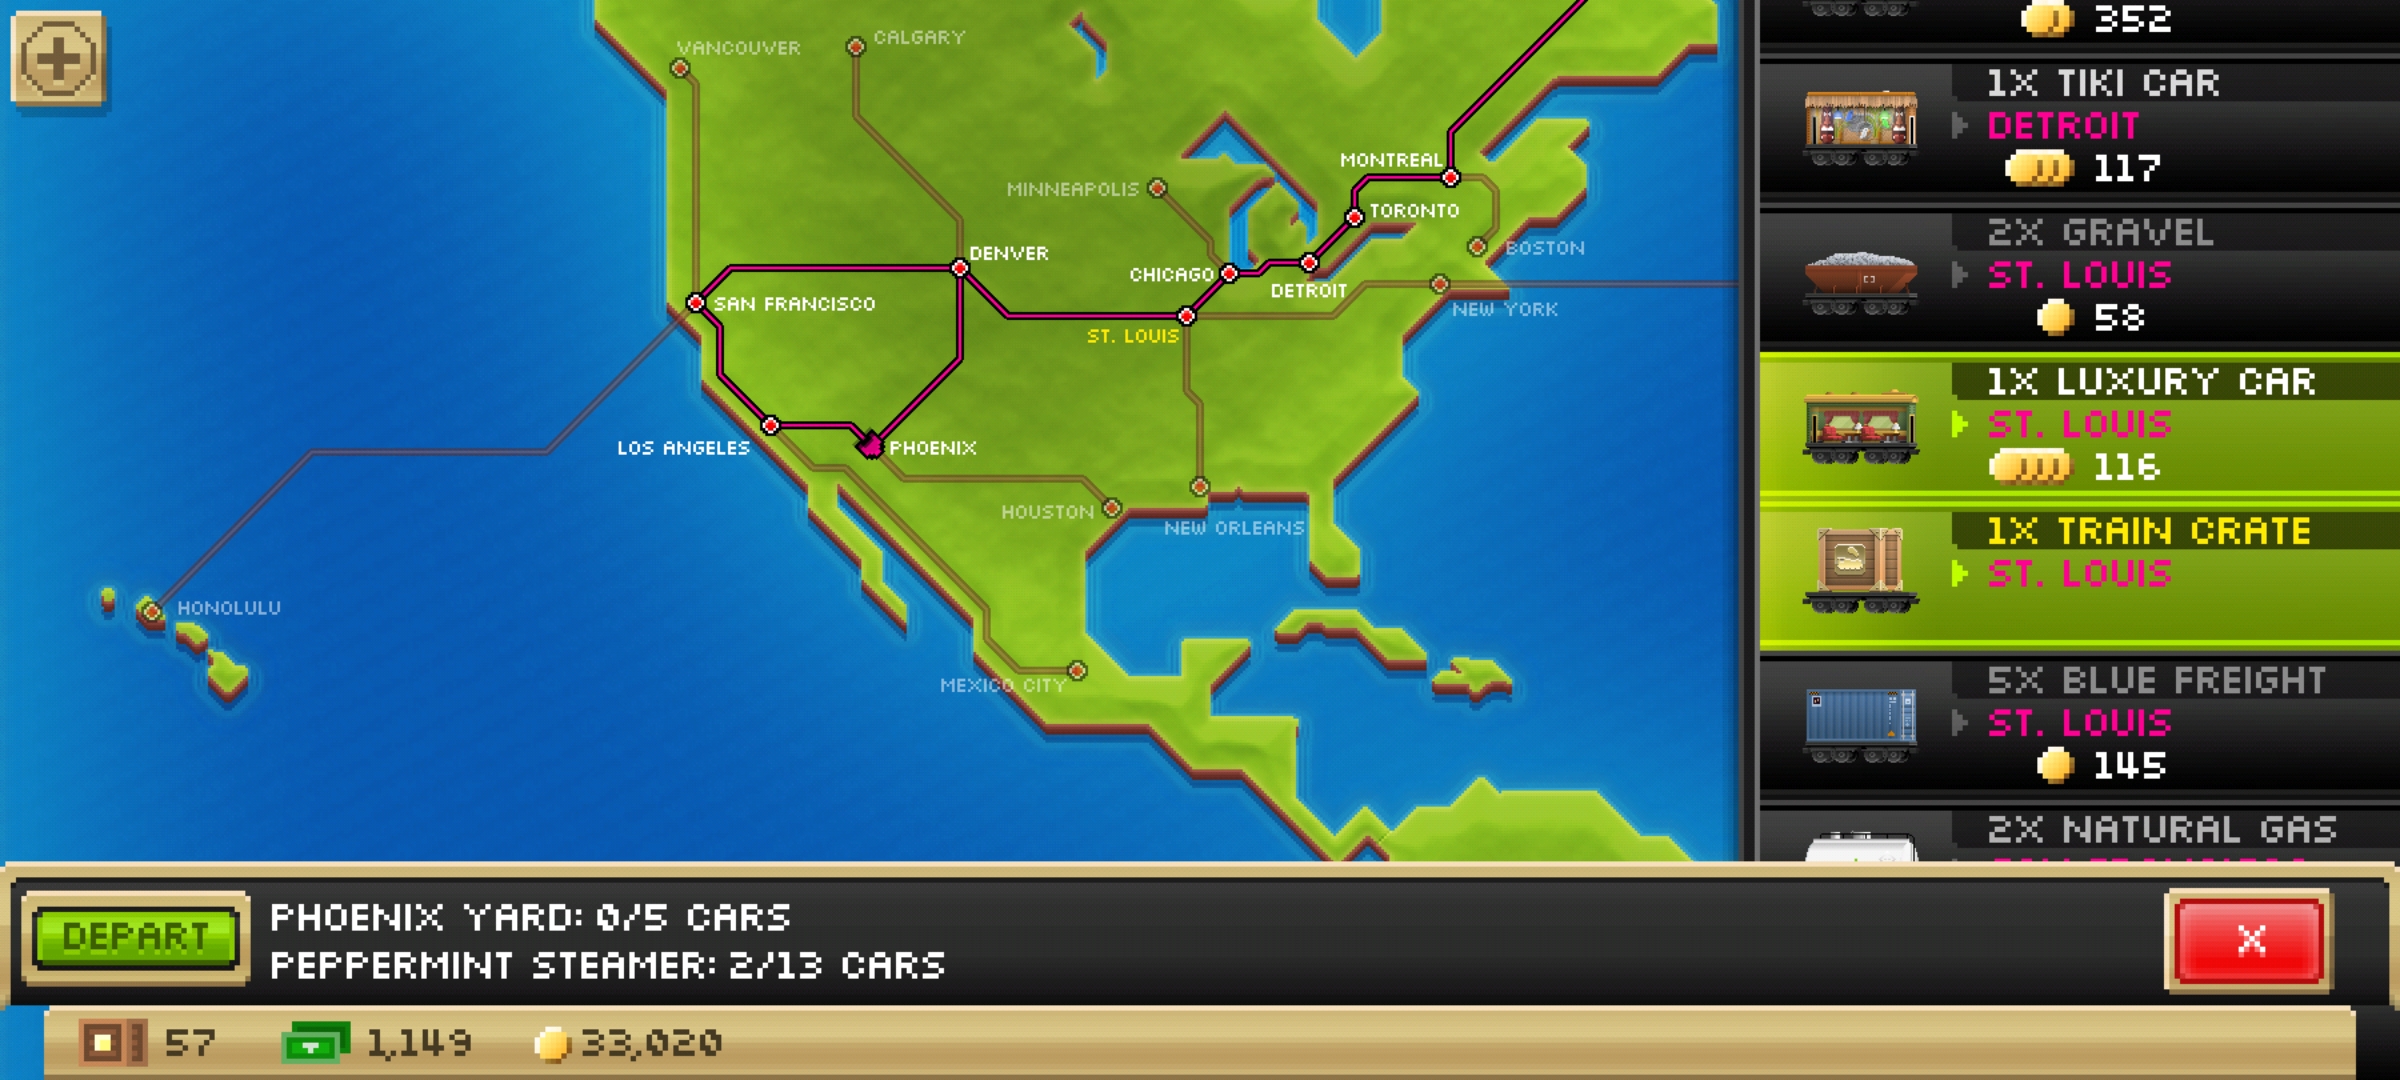 VANCOUVER
CALGARY
MINNEAPOLIS
MONTREAL
TORONTO
BOSTON
DENVER
CHICAGO
DETROIT
SAN FRANCISCO
NEW YORK
ST. LOUIS
LOS ANGELES
PHOENIX
HOUSTON
NEW ORLEANS
HONOLULU
MEXICO CITY
352
1X TIKI CAR
DETROIT
117
2X GRAVEL
ST. LOUIS
58
1X LUXURY CAR
ST. LOUIS
116
1X TRAIN CRATE
ST. LOUIS
5X BLUE FREIGHT
ST. LOUIS
145
2X NATURAL GAS
DEPART
PHOENIX YARD: 0/5 CARS
PEPPERMINT STEAMER: 2/13 CARS
X
57
1,149
33,020